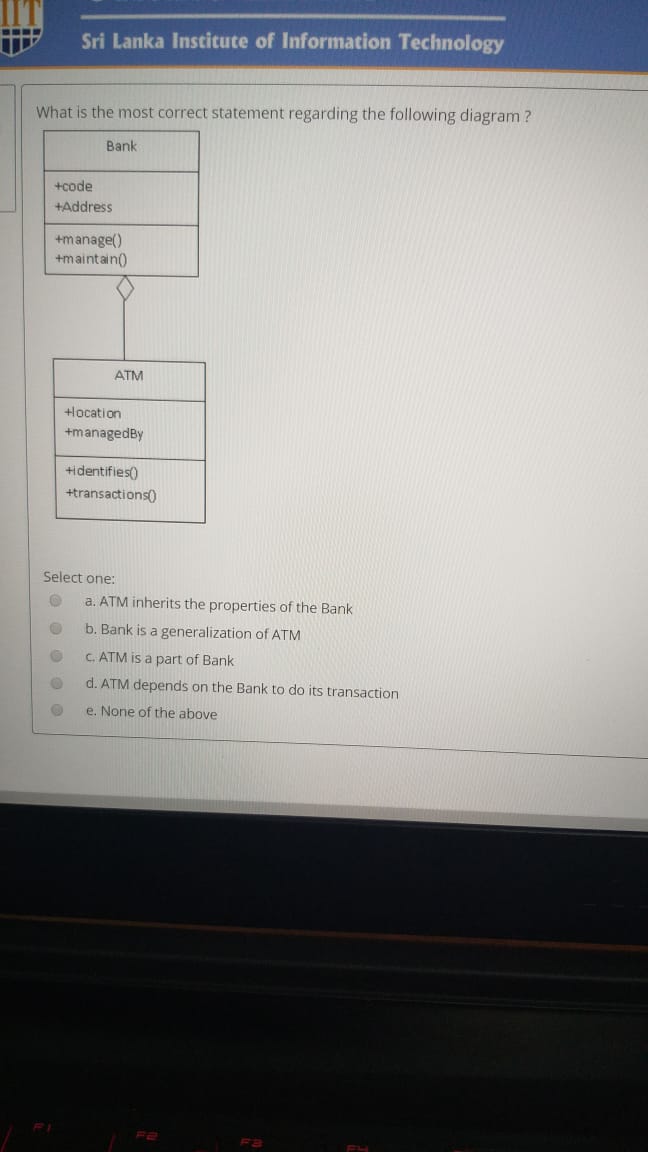 IIT
Sri Lanka Institute of Information Technology
What is the most correct statement regarding the following diagram ?
Bank
+code
+Address
+manage()
+maintain()
ATM
+location
+managedBy
+identifies()
+transactions()
Select one:
a. ATM inherits the properties of the Bank
b. Bank is a generalization of ATM
c. ATM is a part of Bank
d. ATM depends on the Bank to do its transaction
e. None of the above
F1
F2
F3
F4